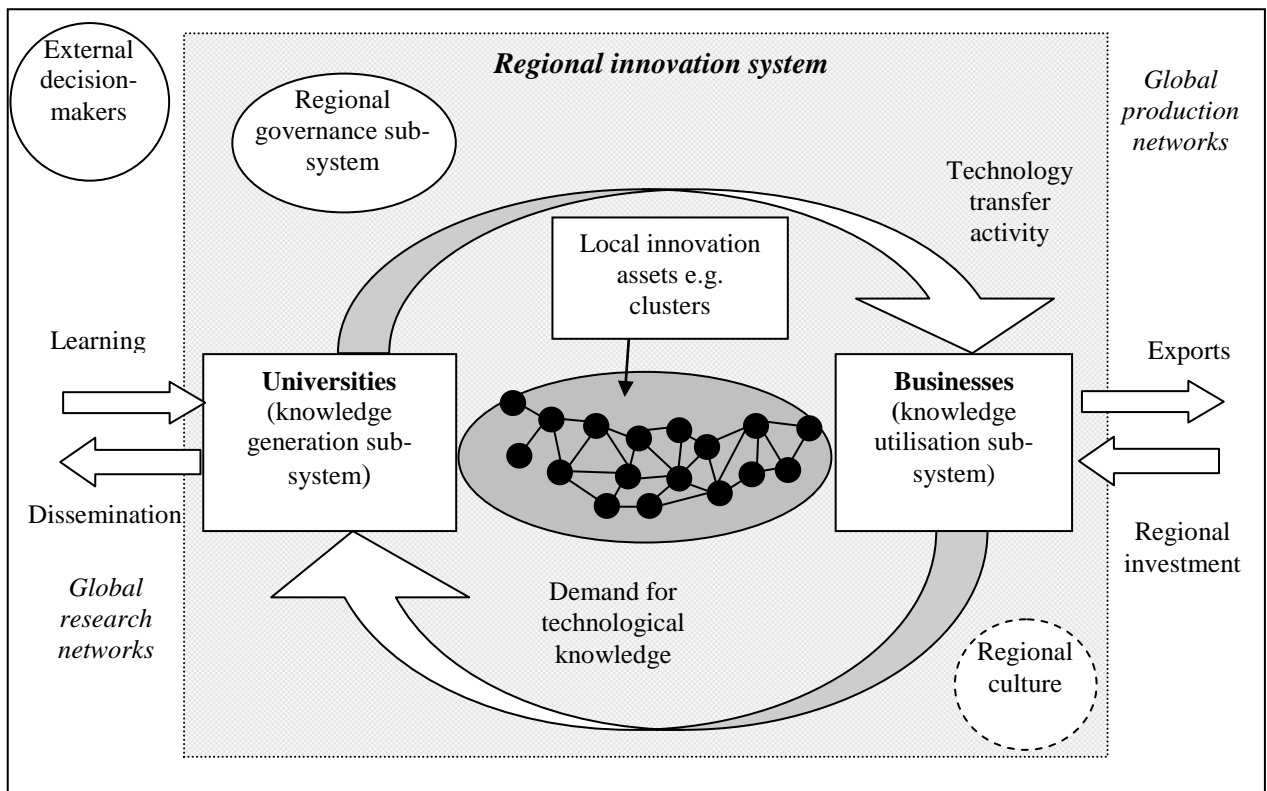 External
decision-
makers
Regional innovation system
Regional
governance sub-
system
Global
production
networks
Technology
transfer
activity
Local innovation
assets e.g.
clusters
Learning
Universities
(knowledge
generation sub-
system)
Businesses
(knowledge
utilisation sub-
system)
Exports
Dissemination
Regional
investment
Global
research
networks
Demand for
technological
knowledge
Regional
culture